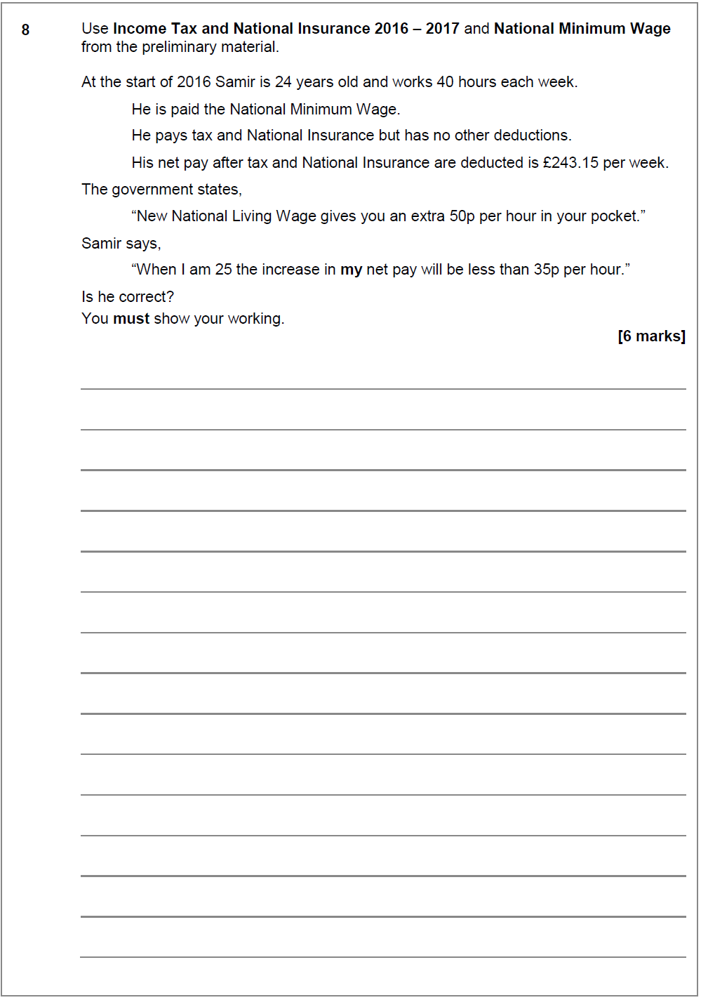 8 Use Income Tax and National Insurance 2016 – 2017 and National Minimum Wage
from the preliminary material.
At the start of 2016 Samir is 24 years old and works 40 hours each week.
He is paid the National Minimum Wage.
He pays tax and National Insurance but has no other deductions.
His net pay after tax and National Insurance are deducted is £243.15 per week.
The government states,
“New National Living Wage gives you an extra 50p per hour in your pocket.”
Samir says,
“When I am 25 the increase in my net pay will be less than 35p per hour.”
Is he correct?
You must show your working.
[6 marks]